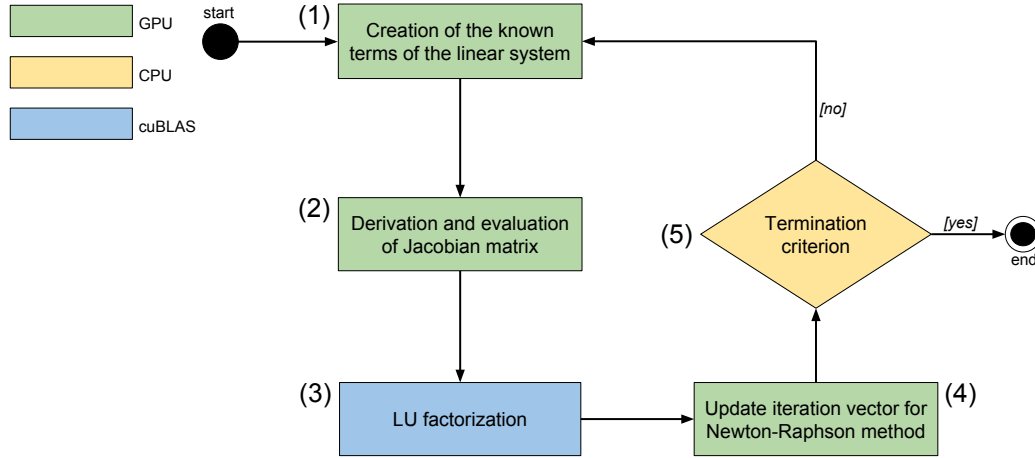 GPU
CPU
cuBLAS
start
(1)
Creation of the known
terms of the linear system
(2)
Derivation and evaluation
of Jacobian matrix
(3)
LU factorization
(4)
Update iteration vector for
Newton-Raphson method
(5)
Termination
criterion
[no]
[yes]
end